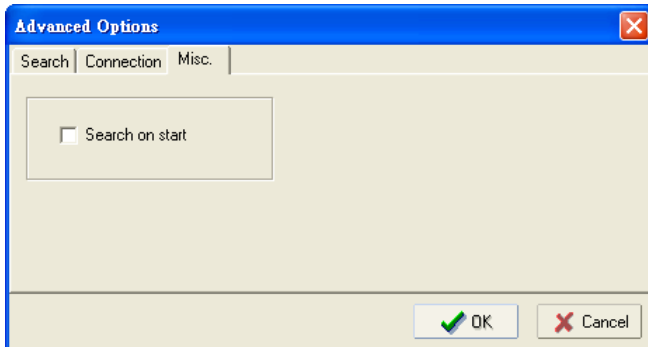 Advanced Options
Search Connection Misc.
Search on start
OK Cancel